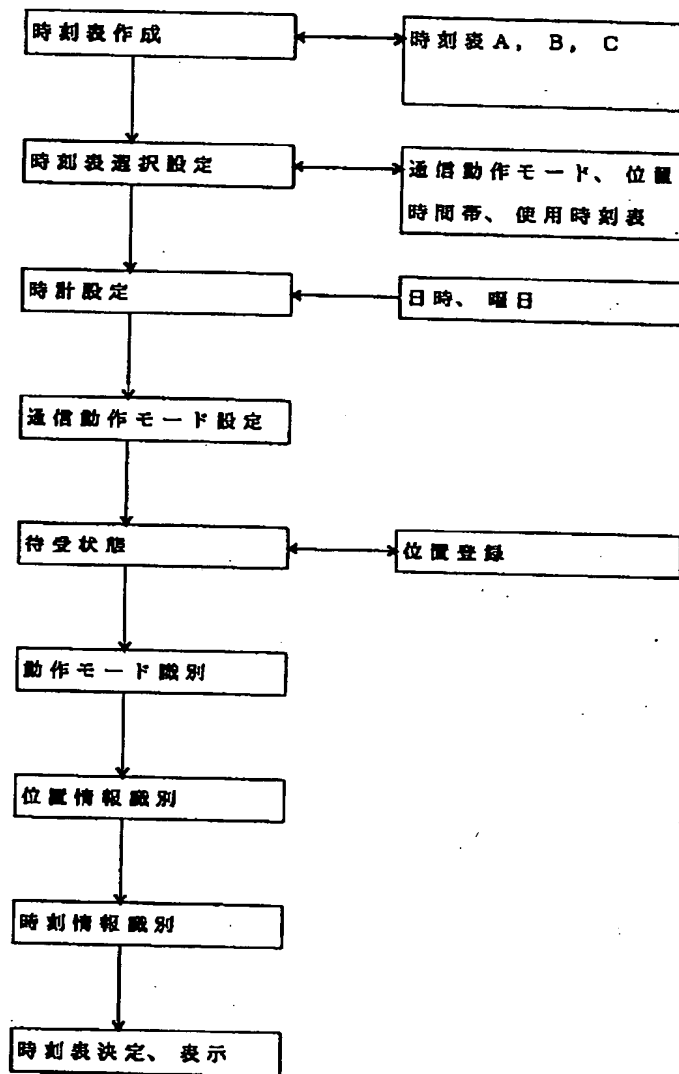 時刻表作成
時刻表A, B, C
時刻表選択設定
通信動作モード、位置
時間帯、使用時刻表
時計設定
日時、曜日
通信動作モード設定
待受状態
位置登録
動作モード識別
位置情報識別
時刻情報識別
時刻表決定、表示